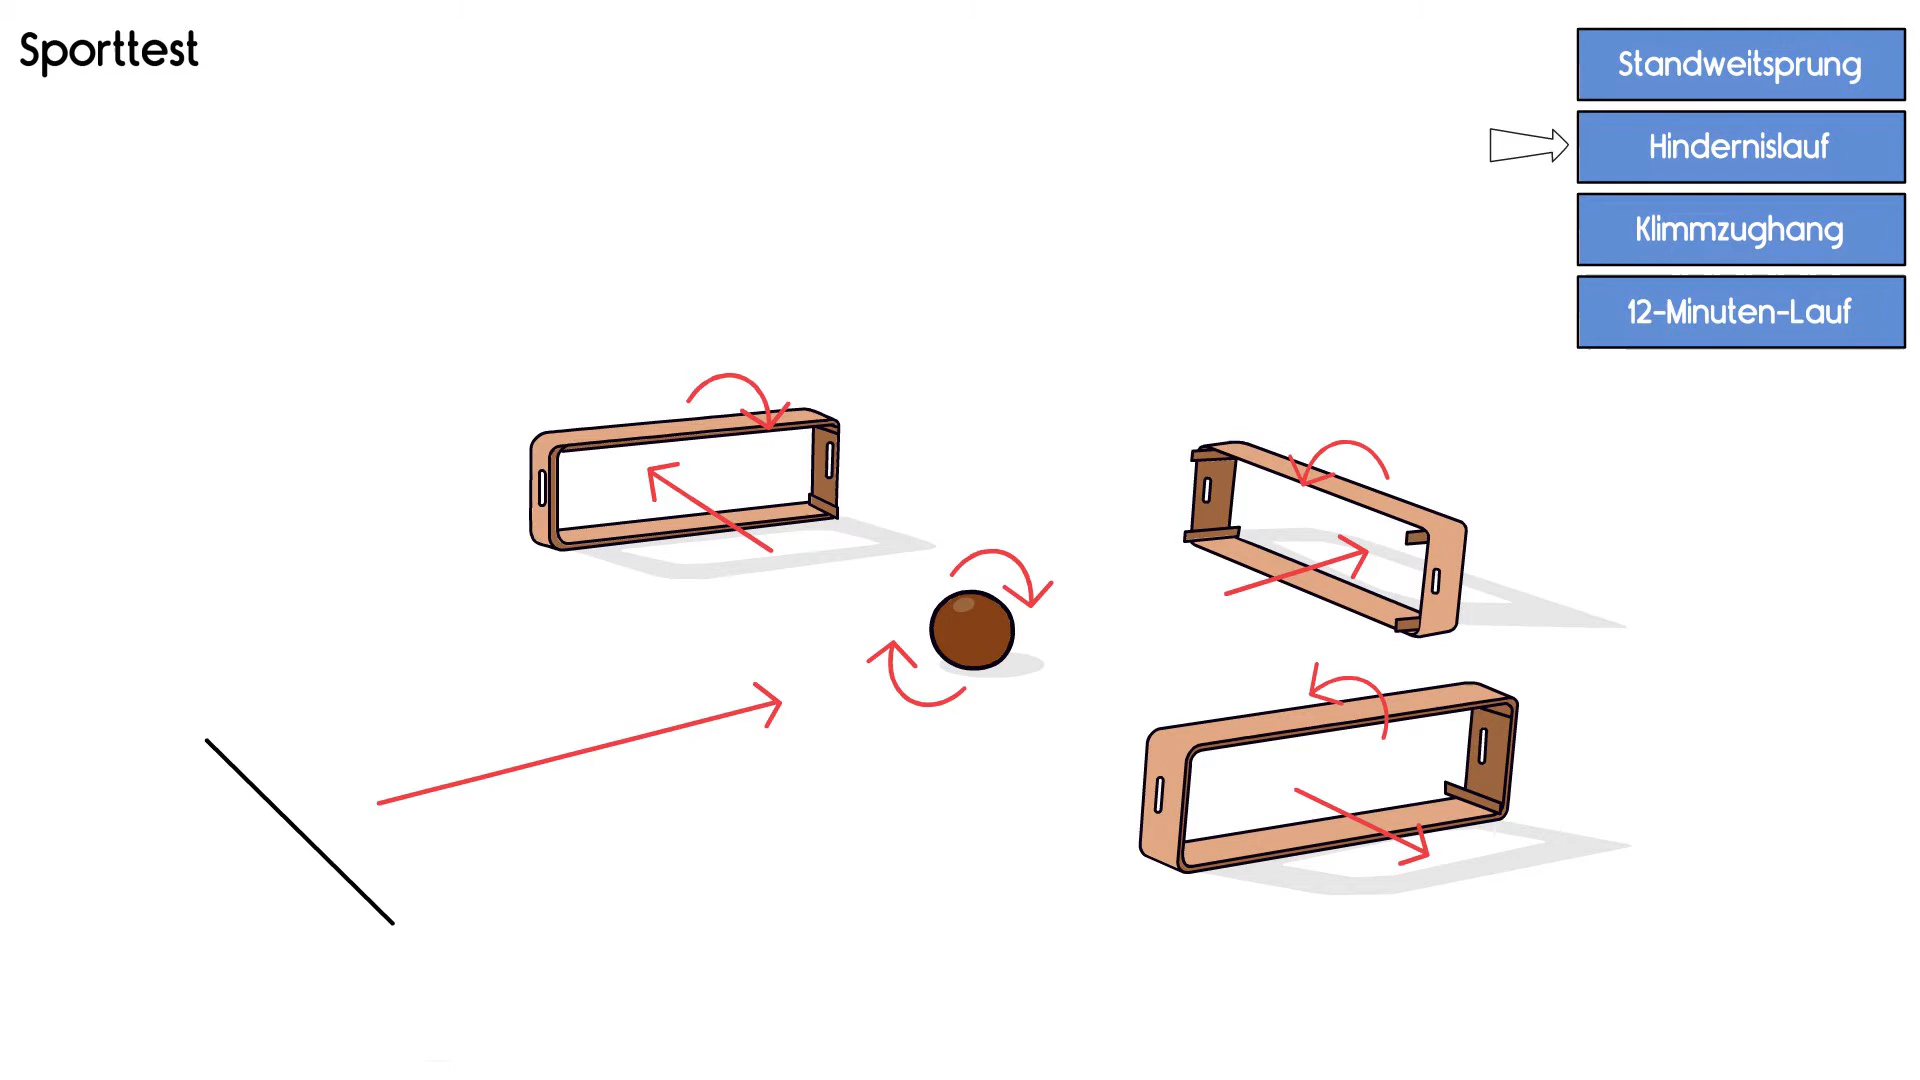 Sporttest
Standweitsprung
Hindernislauf
Klimmzughang
12-Minuten-Lauf